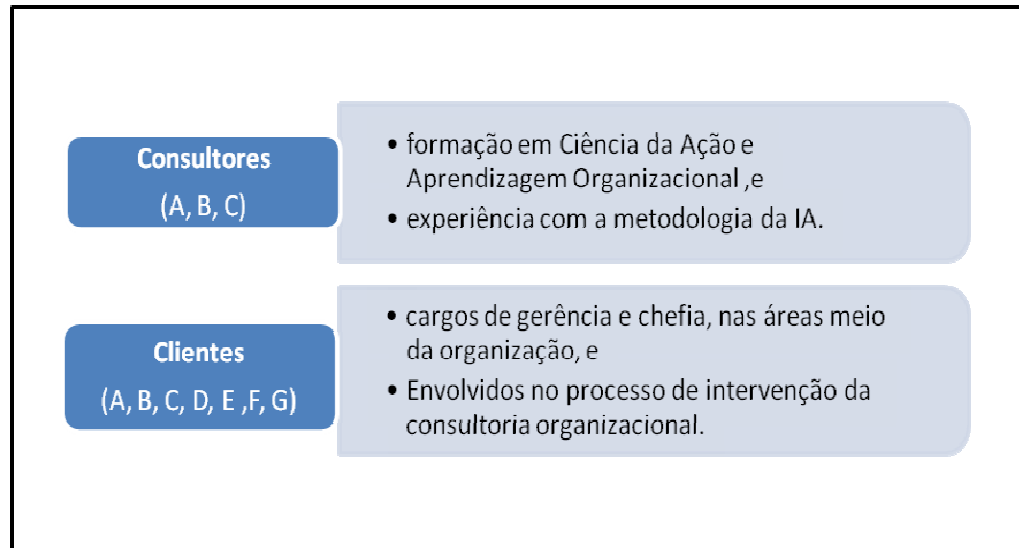 Consultores
(A, B, C)
• formação em Ciência da Ação e
Aprendizagem Organizacional ,e
• experiência com a metodologia da IA.
Clientes
(A, B, C, D, E ,F, G)
• cargos de gerência e chefia, nas áreas meio
da organização, e
• Envolvidos no processo de intervenção da
consultoria organizacional.